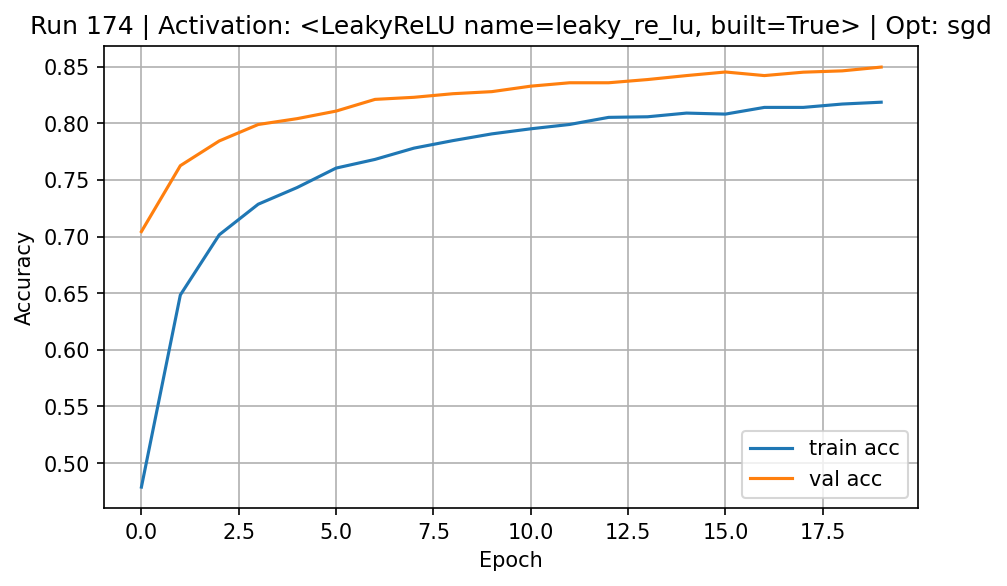 Run 174 | Activation: <LeakyReLU name=leaky_re_lu, built=True> | Opt: sgd
0.85
0.80
0.75
0.70
0.65
0.60
0.55
0.50
Accuracy
train acc
val acc
0.0 2.5 5.0 7.5 10.0 12.5 15.0 17.5
Epoch